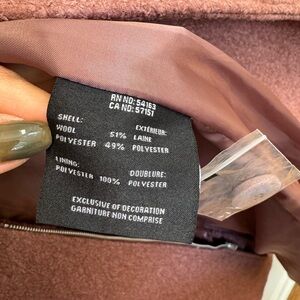 RN NO: 54163
CA NO: 57151
SHELL: EXTÉRIEUR:
WOOL 51% LAINE
POLYESTER 49% POLYESTER
LINING: DOUBLURE:
POLYESTER 100% POLYESTER
EXCLUSIVE OF DECORATION
GARNITURE NON COMPRISE